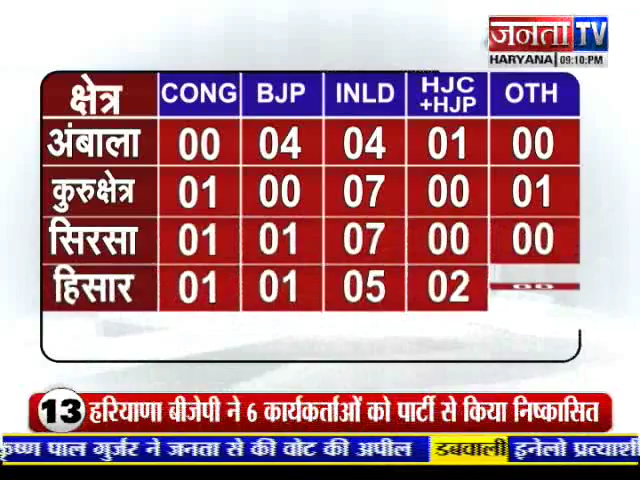 जनता TV
HARYANA 09:10:PM
क्षेत्र CONG BJP INLD HJC +HJP OTH
अंबाला 00 04 04 01 00
कुरुक्षेत्र 01 00 07 00 01
सिरसा 01 01 07 00 00
हिसार 01 01 05 02 00
13 हरियाणा बीजेपी ने 6 कार्यकर्ताओं को पार्टी से किया निष्कासित
कृष्ण पाल गुर्जर ने जनता से की वोट की अपील डबवाली इनेलो प्रत्याशी